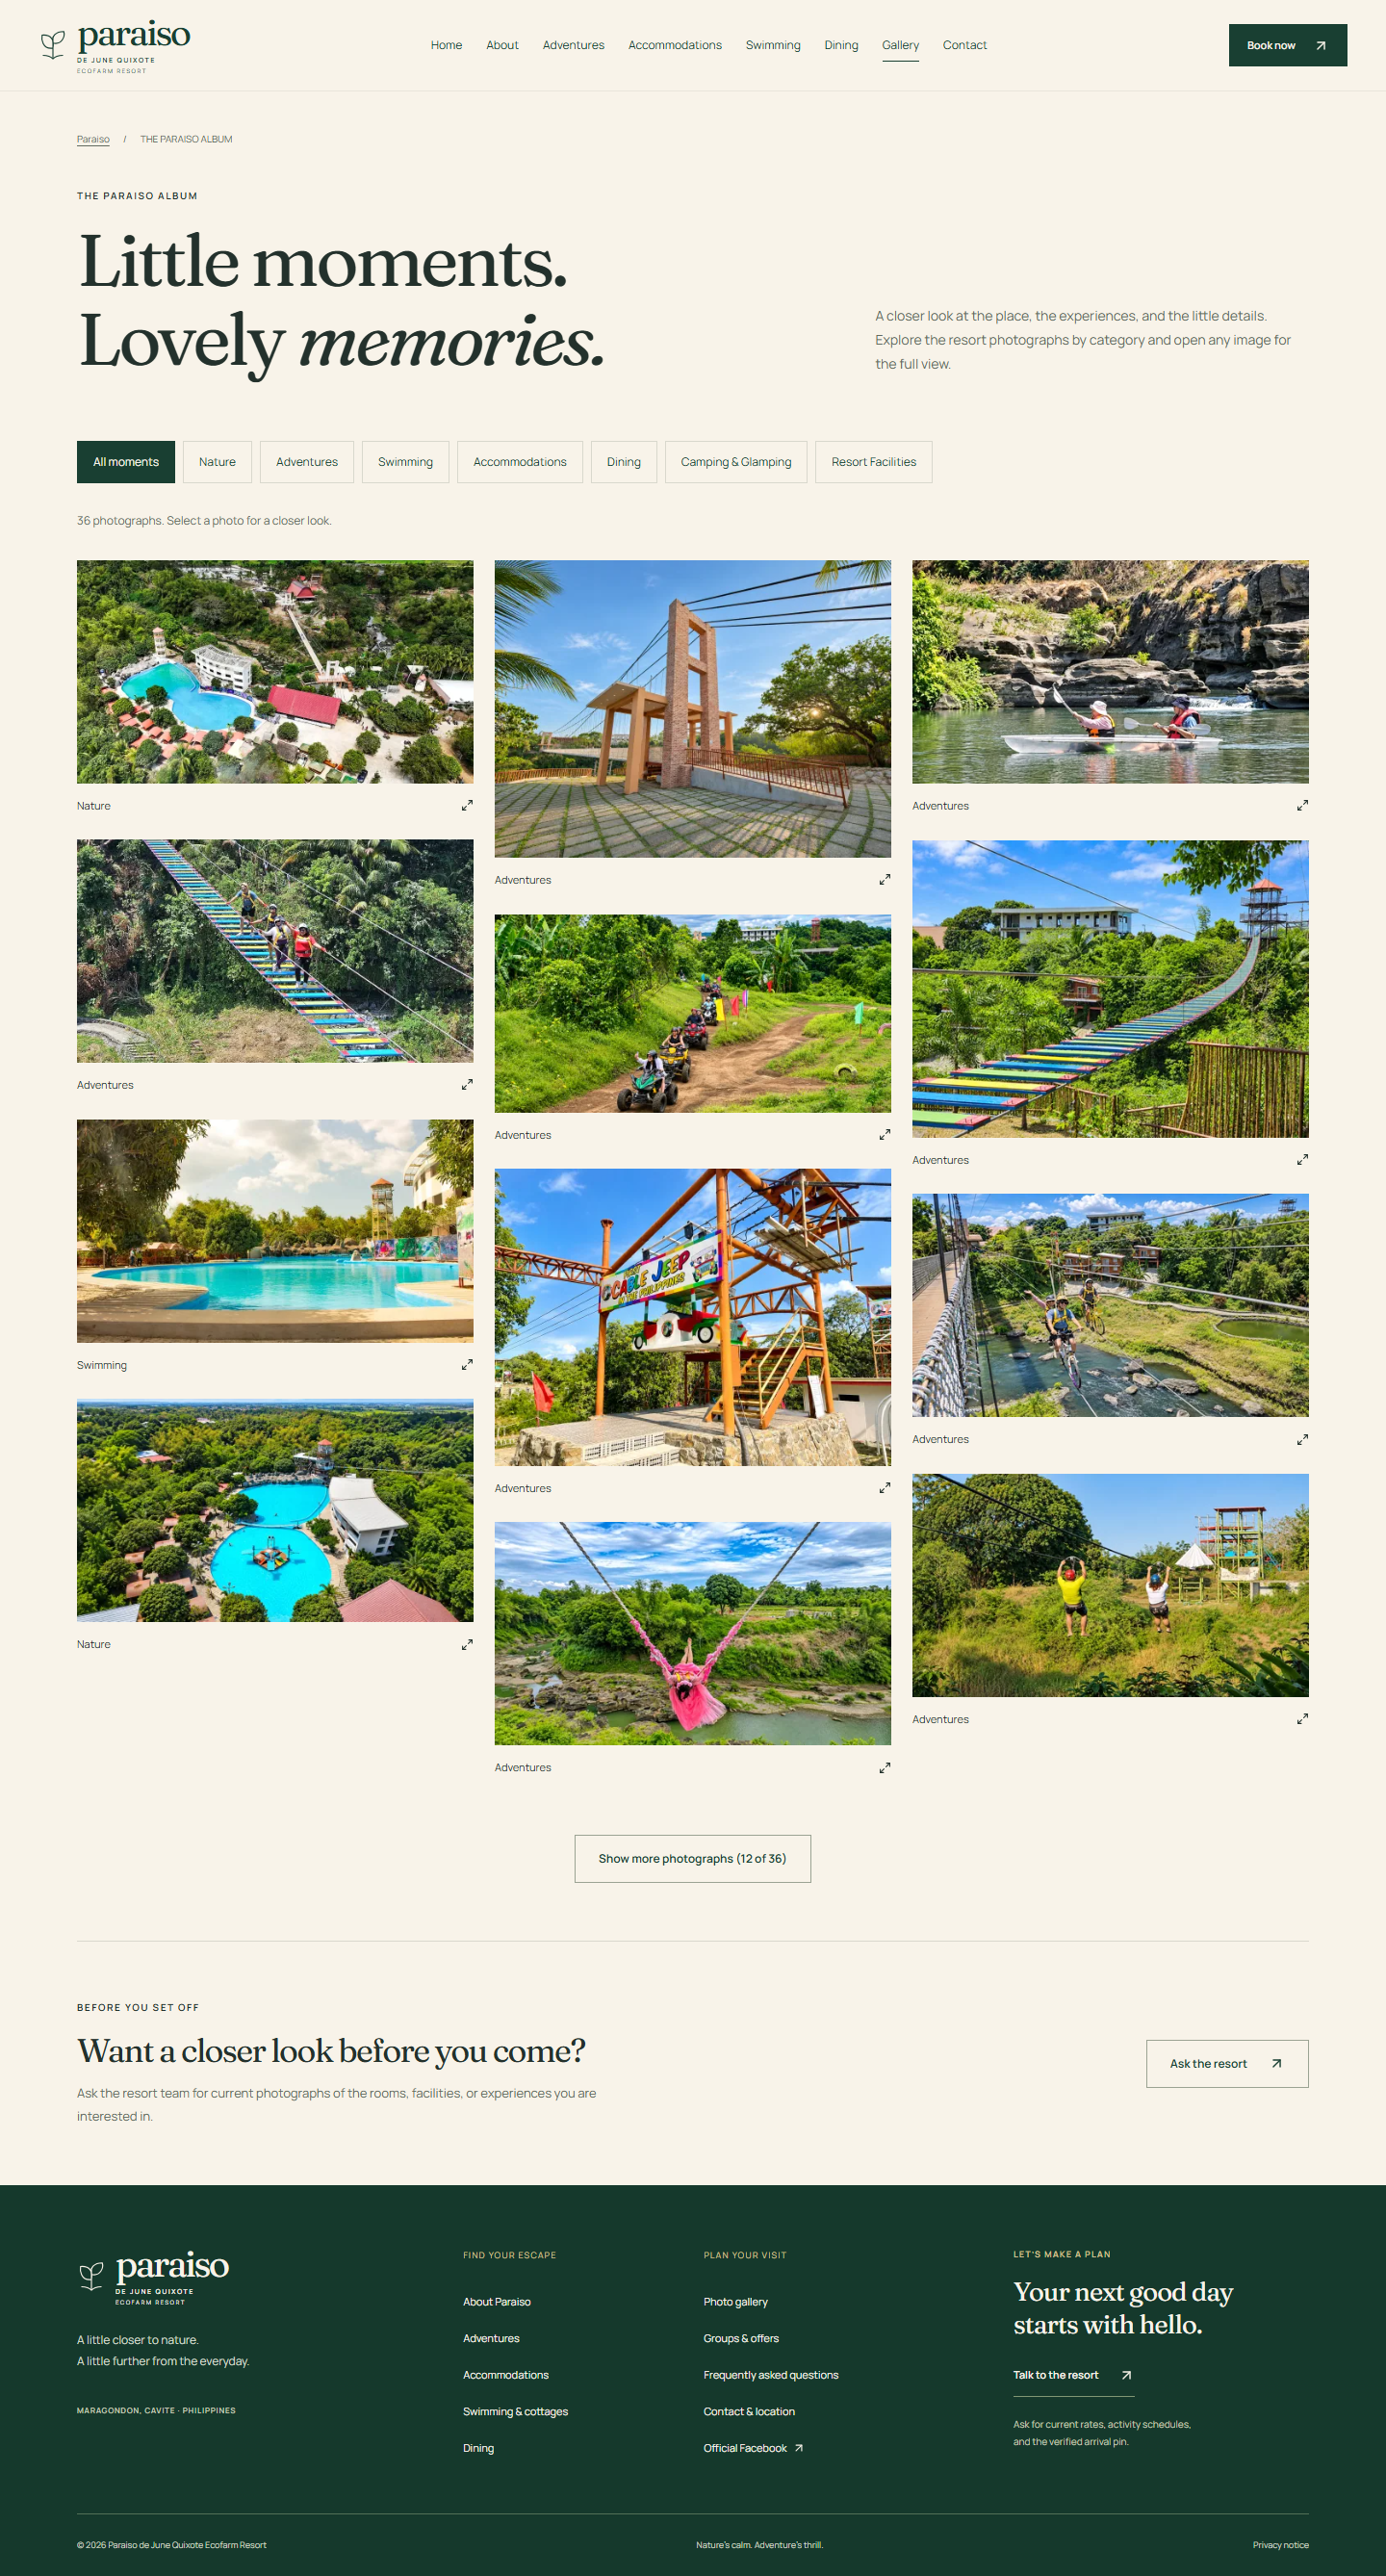 paraiso
DE JUNE QUIXOTE
ECOFARM RESORT
Home About Adventures Accommodations Swimming Dining Gallery Contact
Book now
Paraiso / THE PARAISO ALBUM
THE PARAISO ALBUM
Little moments.
Lovely memories.
A closer look at the place, the experiences, and the little details.
Explore the resort photographs by category and open any image for
the full view.
All moments Nature Adventures Swimming Accommodations Dining Camping & Glamping Resort Facilities
36 photographs. Select a photo for a closer look.
Nature
Adventures
Swimming
Nature
Adventures
Adventures
CABLE JEEP
Adventures
Adventures
Adventures
Adventures
Adventures
Adventures
Show more photographs (12 of 36)
BEFORE YOU SET OFF
Want a closer look before you come?
Ask the resort team for current photographs of the rooms, facilities, or experiences you are
interested in.
Ask the resort
paraiso
DE JUNE QUIXOTE
ECOFARM RESORT
A little closer to nature.
A little further from the everyday.
MARAGONDON, CAVITE · PHILIPPINES
FIND YOUR ESCAPE
About Paraiso
Adventures
Accommodations
Swimming & cottages
Dining
PLAN YOUR VISIT
Photo gallery
Groups & offers
Frequently asked questions
Contact & location
Official Facebook
LET'S MAKE A PLAN
Your next good day
starts with hello.
Talk to the resort
Ask for current rates, activity schedules,
and the verified arrival pin.
© 2026 Paraiso de June Quixote Ecofarm Resort
Nature's calm. Adventure's thrill.
Privacy notice